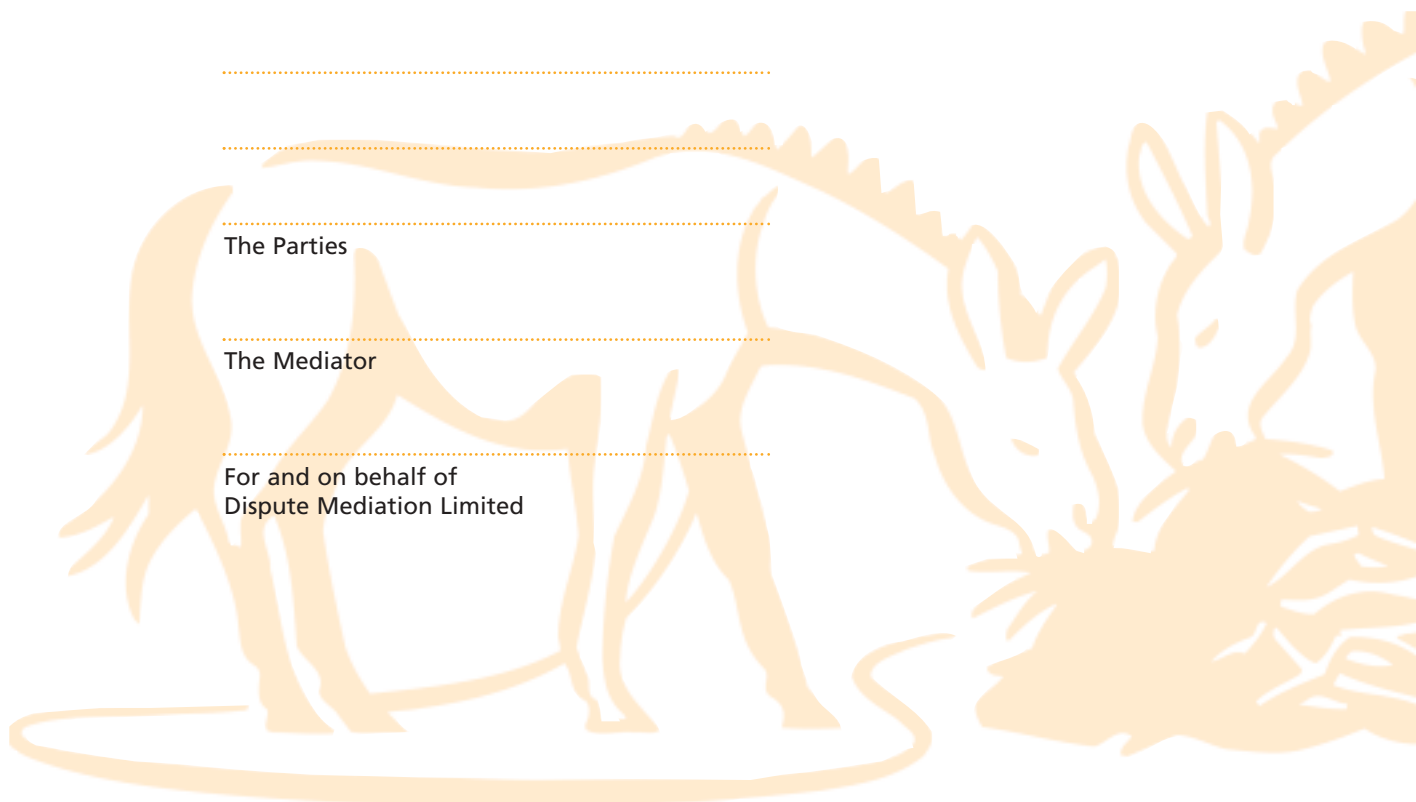 The Parties
The Mediator
For and on behalf of
Dispute Mediation Limited